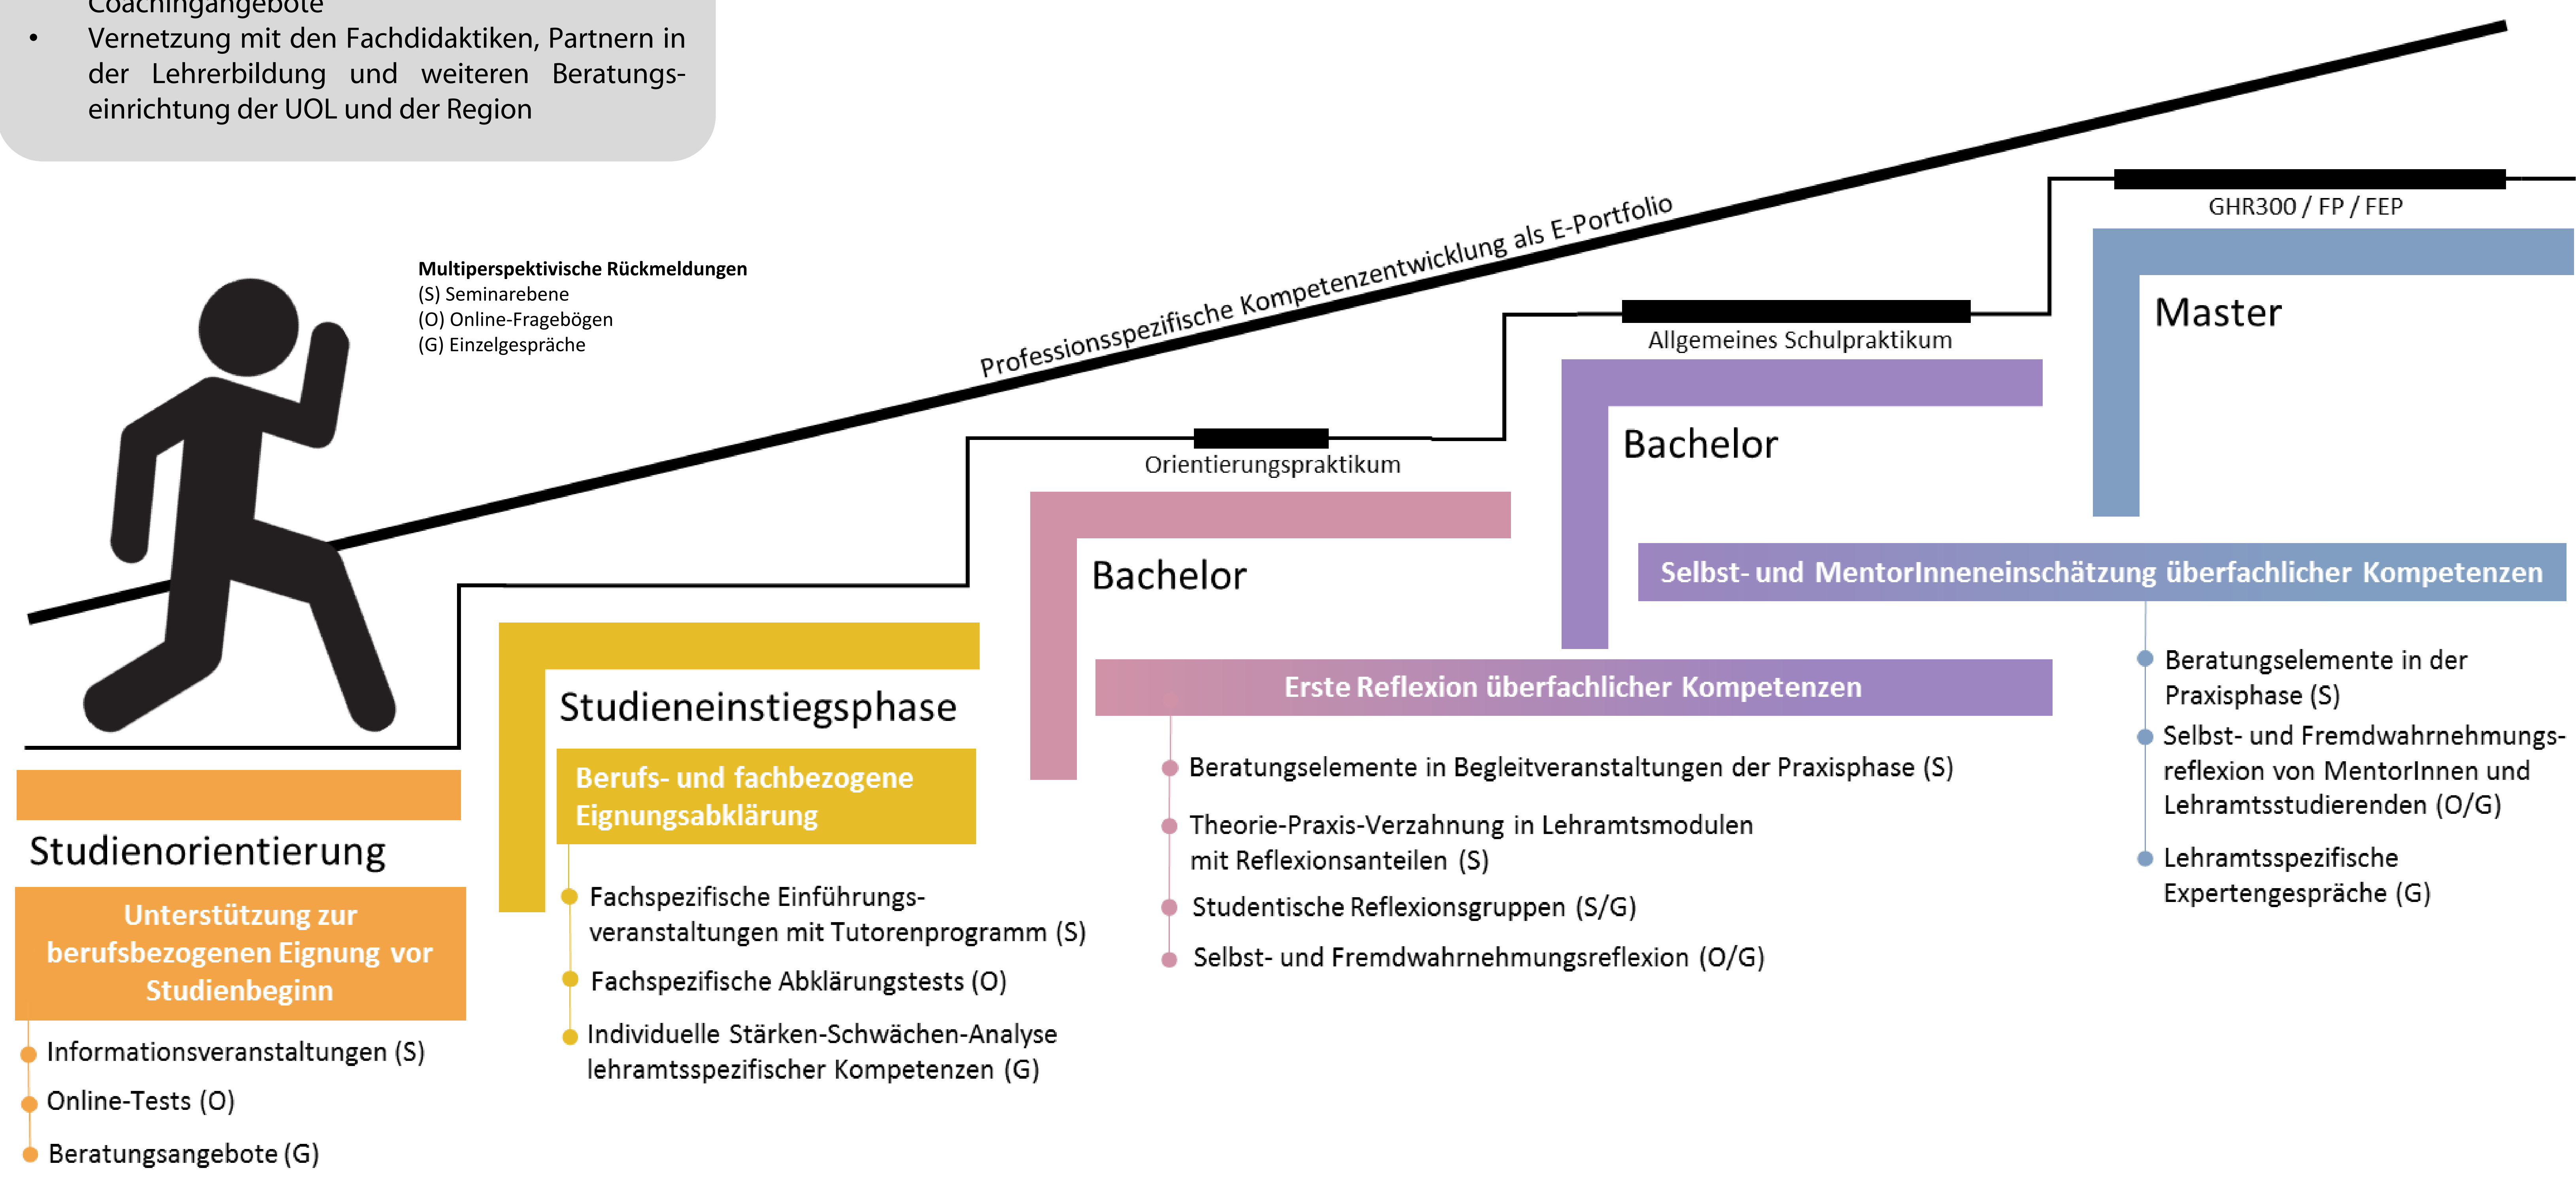 Coachingangebote
• Vernetzung mit den Fachdidaktiken, Partnern in
der Lehrerbildung und weiteren Beratungs-
einrichtung der UOL und der Region
Multiperspektivische Rückmeldungen
(S) Seminarebene
(O) Online-Fragebögen
(G) Einzelgespräche
Professionsspezifische Kompetenzentwicklung als E-Portfolio
Studienorientierung
Unterstützung zur
berufsbezogenen Eignung vor
Studienbeginn
Informationsveranstaltungen (S)
Online-Tests (O)
Beratungsangebote (G)
Studieneinstiegsphase
Berufs- und fachbezogene
Eignungsabklärung
Fachspezifische Einführungs-
veranstaltungen mit Tutorenprogramm (S)
Fachspezifische Abklärungstests (O)
Individuelle Stärken-Schwächen-Analyse
lehramtsspezifischer Kompetenzen (G)
Orientierungspraktikum
Bachelor
Erste Reflexion überfachlicher Kompetenzen
Beratungselemente in Begleitveranstaltungen der Praxisphase (S)
Theorie-Praxis-Verzahnung in Lehramtsmodulen
mit Reflexionsanteilen (S)
Studentische Reflexionsgruppen (S/G)
Selbst- und Fremdwahrnehmungsreflexion (O/G)
Allgemeines Schulpraktikum
Bachelor
GHR300 / FP / FEP
Master
Selbst- und MentorInneneinschätzung überfachlicher Kompetenzen
Beratungselemente in der
Praxisphase (S)
Selbst- und Fremdwahrnehmungs-
reflexion von MentorInnen und
Lehramtsstudierenden (O/G)
Lehramtsspezifische
Expertengespräche (G)